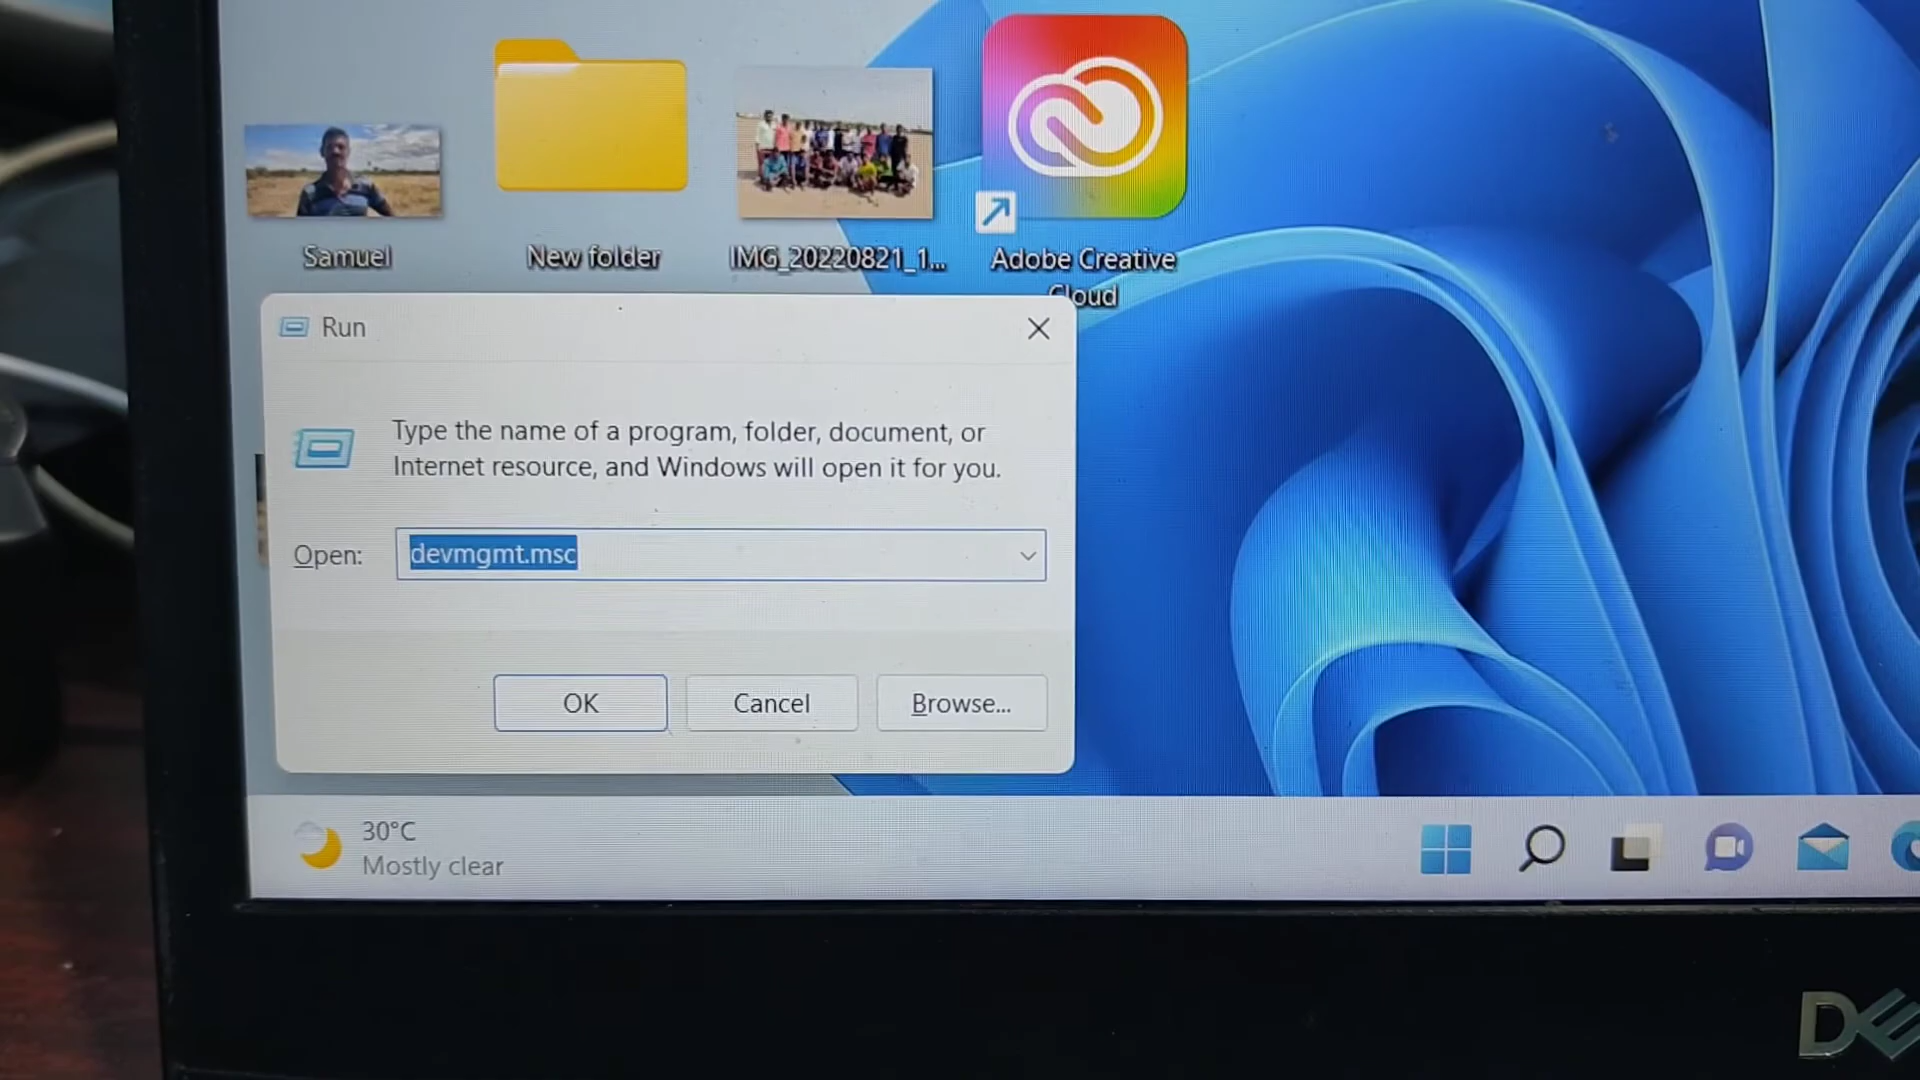 Samuel
New folder
IMG_20220821_1...
Adobe Creative
Cloud
Run
Type the name of a program, folder, document, or
Internet resource, and Windows will open it for you.
Open:
devmgmt.msc
OK
Cancel
Browse...
30°C
Mostly clear